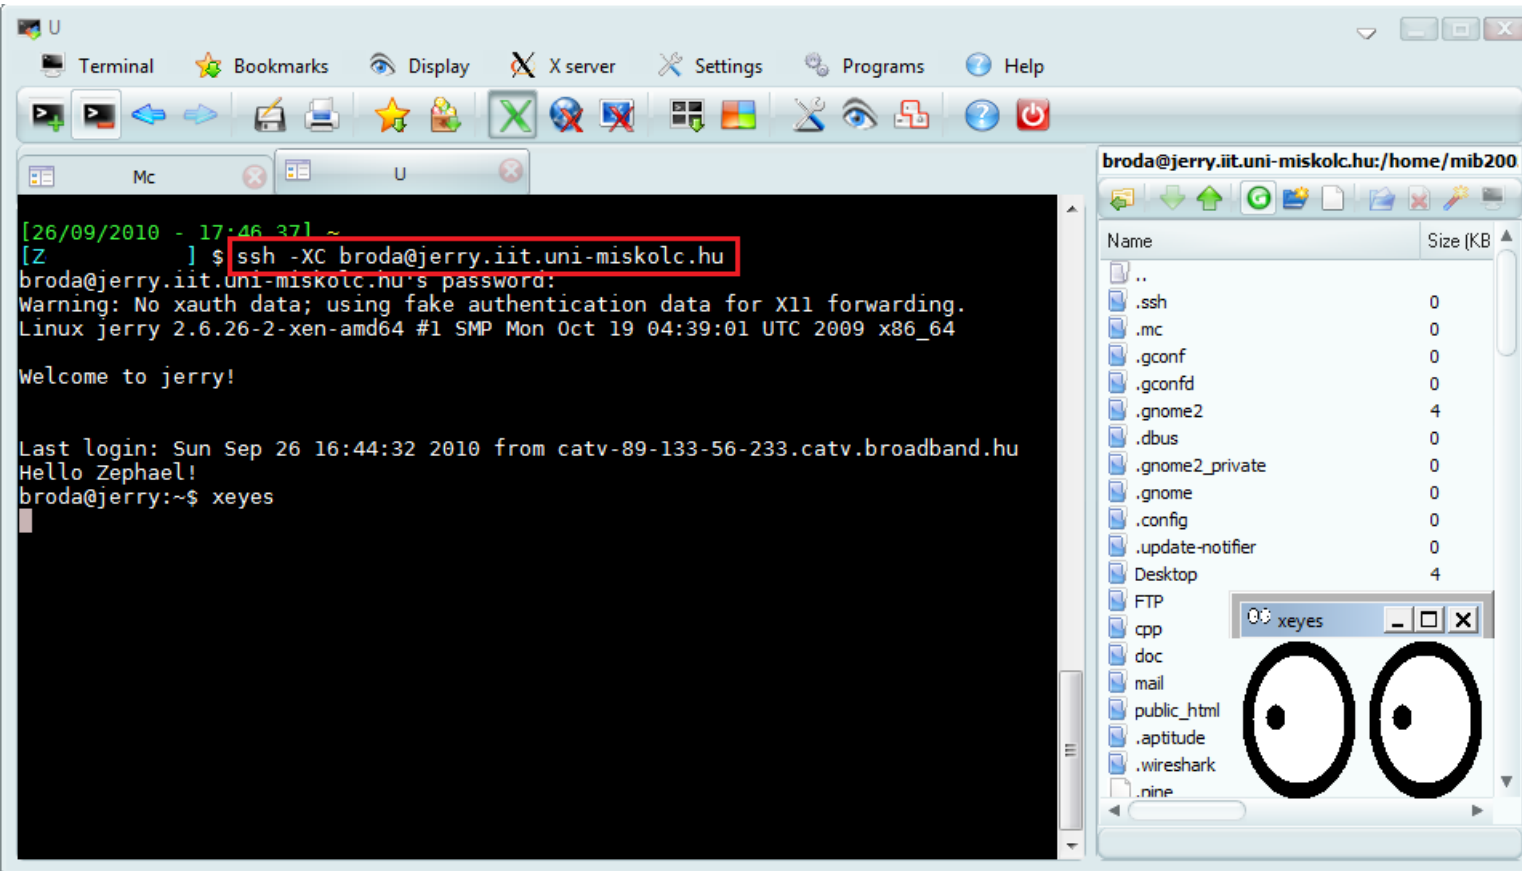 U
Terminal Bookmarks Display X server Settings Programs Help
Mc U
[26/09/2010 - 17:46 37] ~
[Z ] $ ssh -XC broda@jerry.iit.uni-miskolc.hu
broda@jerry.iit.uni-miskolc.hu's password:
Warning: No xauth data; using fake authentication data for X11 forwarding.
Linux jerry 2.6.26-2-xen-amd64 #1 SMP Mon Oct 19 04:39:01 UTC 2009 x86_64
Welcome to jerry!
Last login: Sun Sep 26 16:44:32 2010 from catv-89-133-56-233.catv.broadband.hu
Hello Zephael!
broda@jerry:~$ xeyes
broda@jerry.iit.uni-miskolc.hu:/home/mib200
Name Size (KB
..
.ssh 0
.mc 0
.gconf 0
.gconfd 0
.gnome2 4
.dbus 0
.gnome2_private 0
.gnome 0
.config 0
.update-notifier 0
Desktop 4
FTP
cpp
doc
mail
public_html
.aptitude
.wireshark
.pine
xeyes